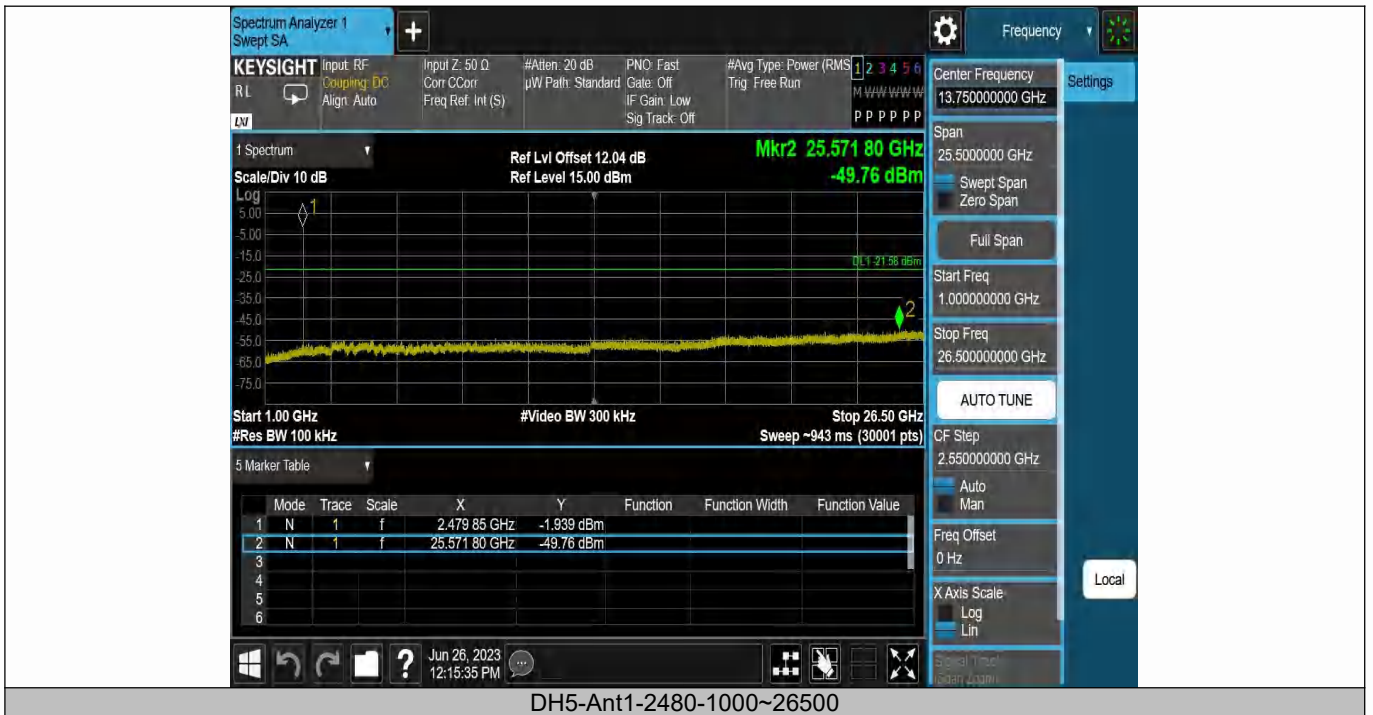 Spectrum Analyzer 1
Swept SA
+
Frequency
KEYSIGHT
RL
LXI
Input: RF
Coupling: DC
Align: Auto
Input Z: 50 Ω
Corr CCorr
Freq Ref: Int (S)
#Atten: 20 dB
µW Path: Standard
PNO: Fast
Gate: Off
IF Gain: Low
Sig Track: Off
#Avg Type: Power (RMS
Trig: Free Run
1 2 3 4 5 6
M W W W W W
P P P P P P
1 Spectrum
Scale/Div 10 dB
Ref Lvl Offset 12.04 dB
Ref Level 15.00 dBm
Mkr2 25.571 80 GHz
-49.76 dBm
Log
5.00
-5.00
-15.0
-25.0
-35.0
-45.0
-55.0
-65.0
-75.0
1
DL1 -21.58 dBm
2
Start 1.00 GHz
#Video BW 300 kHz
Stop 26.50 GHz
#Res BW 100 kHz
Sweep ~943 ms (30001 pts)
5 Marker Table
Mode Trace Scale X Y Function Function Width Function Value
1 N 1 f 2.479 85 GHz -1.939 dBm
2 N 1 f 25.571 80 GHz -49.76 dBm
3
4
5
6
Center Frequency
13.750000000 GHz
Settings
Span
25.5000000 GHz
Swept Span
Zero Span
Full Span
Start Freq
1.000000000 GHz
Stop Freq
26.500000000 GHz
AUTO TUNE
CF Step
2.550000000 GHz
Auto
Man
Freq Offset
0 Hz
X Axis Scale
Log
Lin
Signal Track
(Span Zoom)
Local
?
Jun 26, 2023
12:15:35 PM
DH5-Ant1-2480-1000~26500